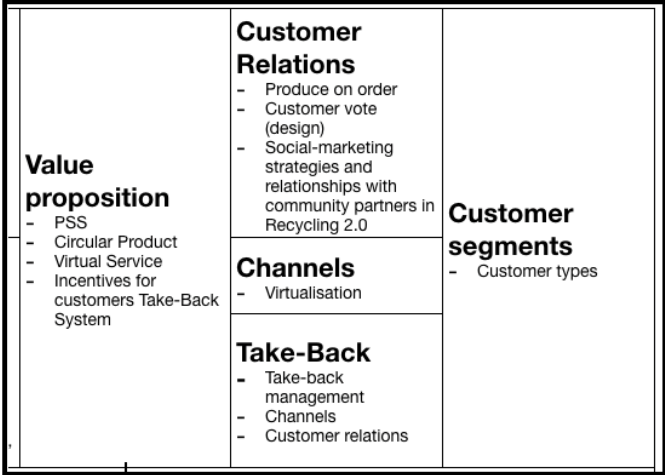 Value
proposition
- PSS
- Circular Product
- Virtual Service
- Incentives for
customers Take-Back
System
Customer
Relations
- Produce on order
- Customer vote
(design)
- Social-marketing
strategies and
relationships with
community partners in
Recycling 2.0
Channels
- Virtualisation
Take-Back
- Take-back
management
- Channels
- Customer relations
Customer
segments
- Customer types
,